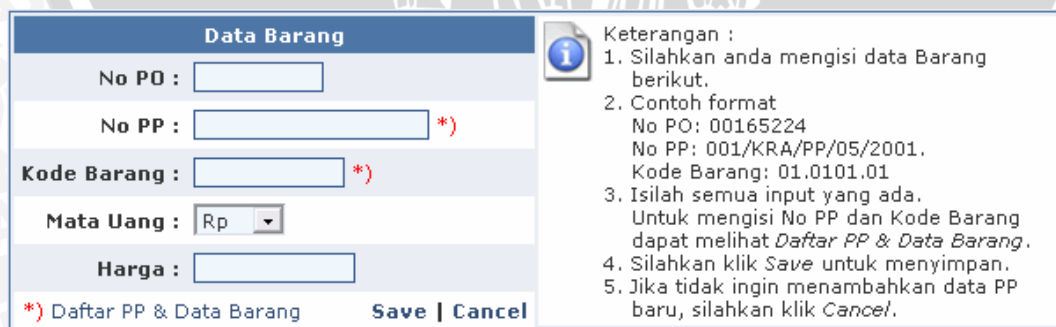 Data Barang
No PO :
No PP : *)
Kode Barang : *)
Mata Uang : Rp
Harga :
*) Daftar PP & Data Barang Save | Cancel
Keterangan :
1. Silahkan anda mengisi data Barang
berikut.
2. Contoh format
No PO: 00165224
No PP: 001/KRA/PP/05/2001.
Kode Barang: 01.0101.01
3. Isilah semua input yang ada.
Untuk mengisi No PP dan Kode Barang
dapat melihat Daftar PP & Data Barang.
4. Silahkan klik Save untuk menyimpan.
5. Jika tidak ingin menambahkan data PP
baru, silahkan klik Cancel.